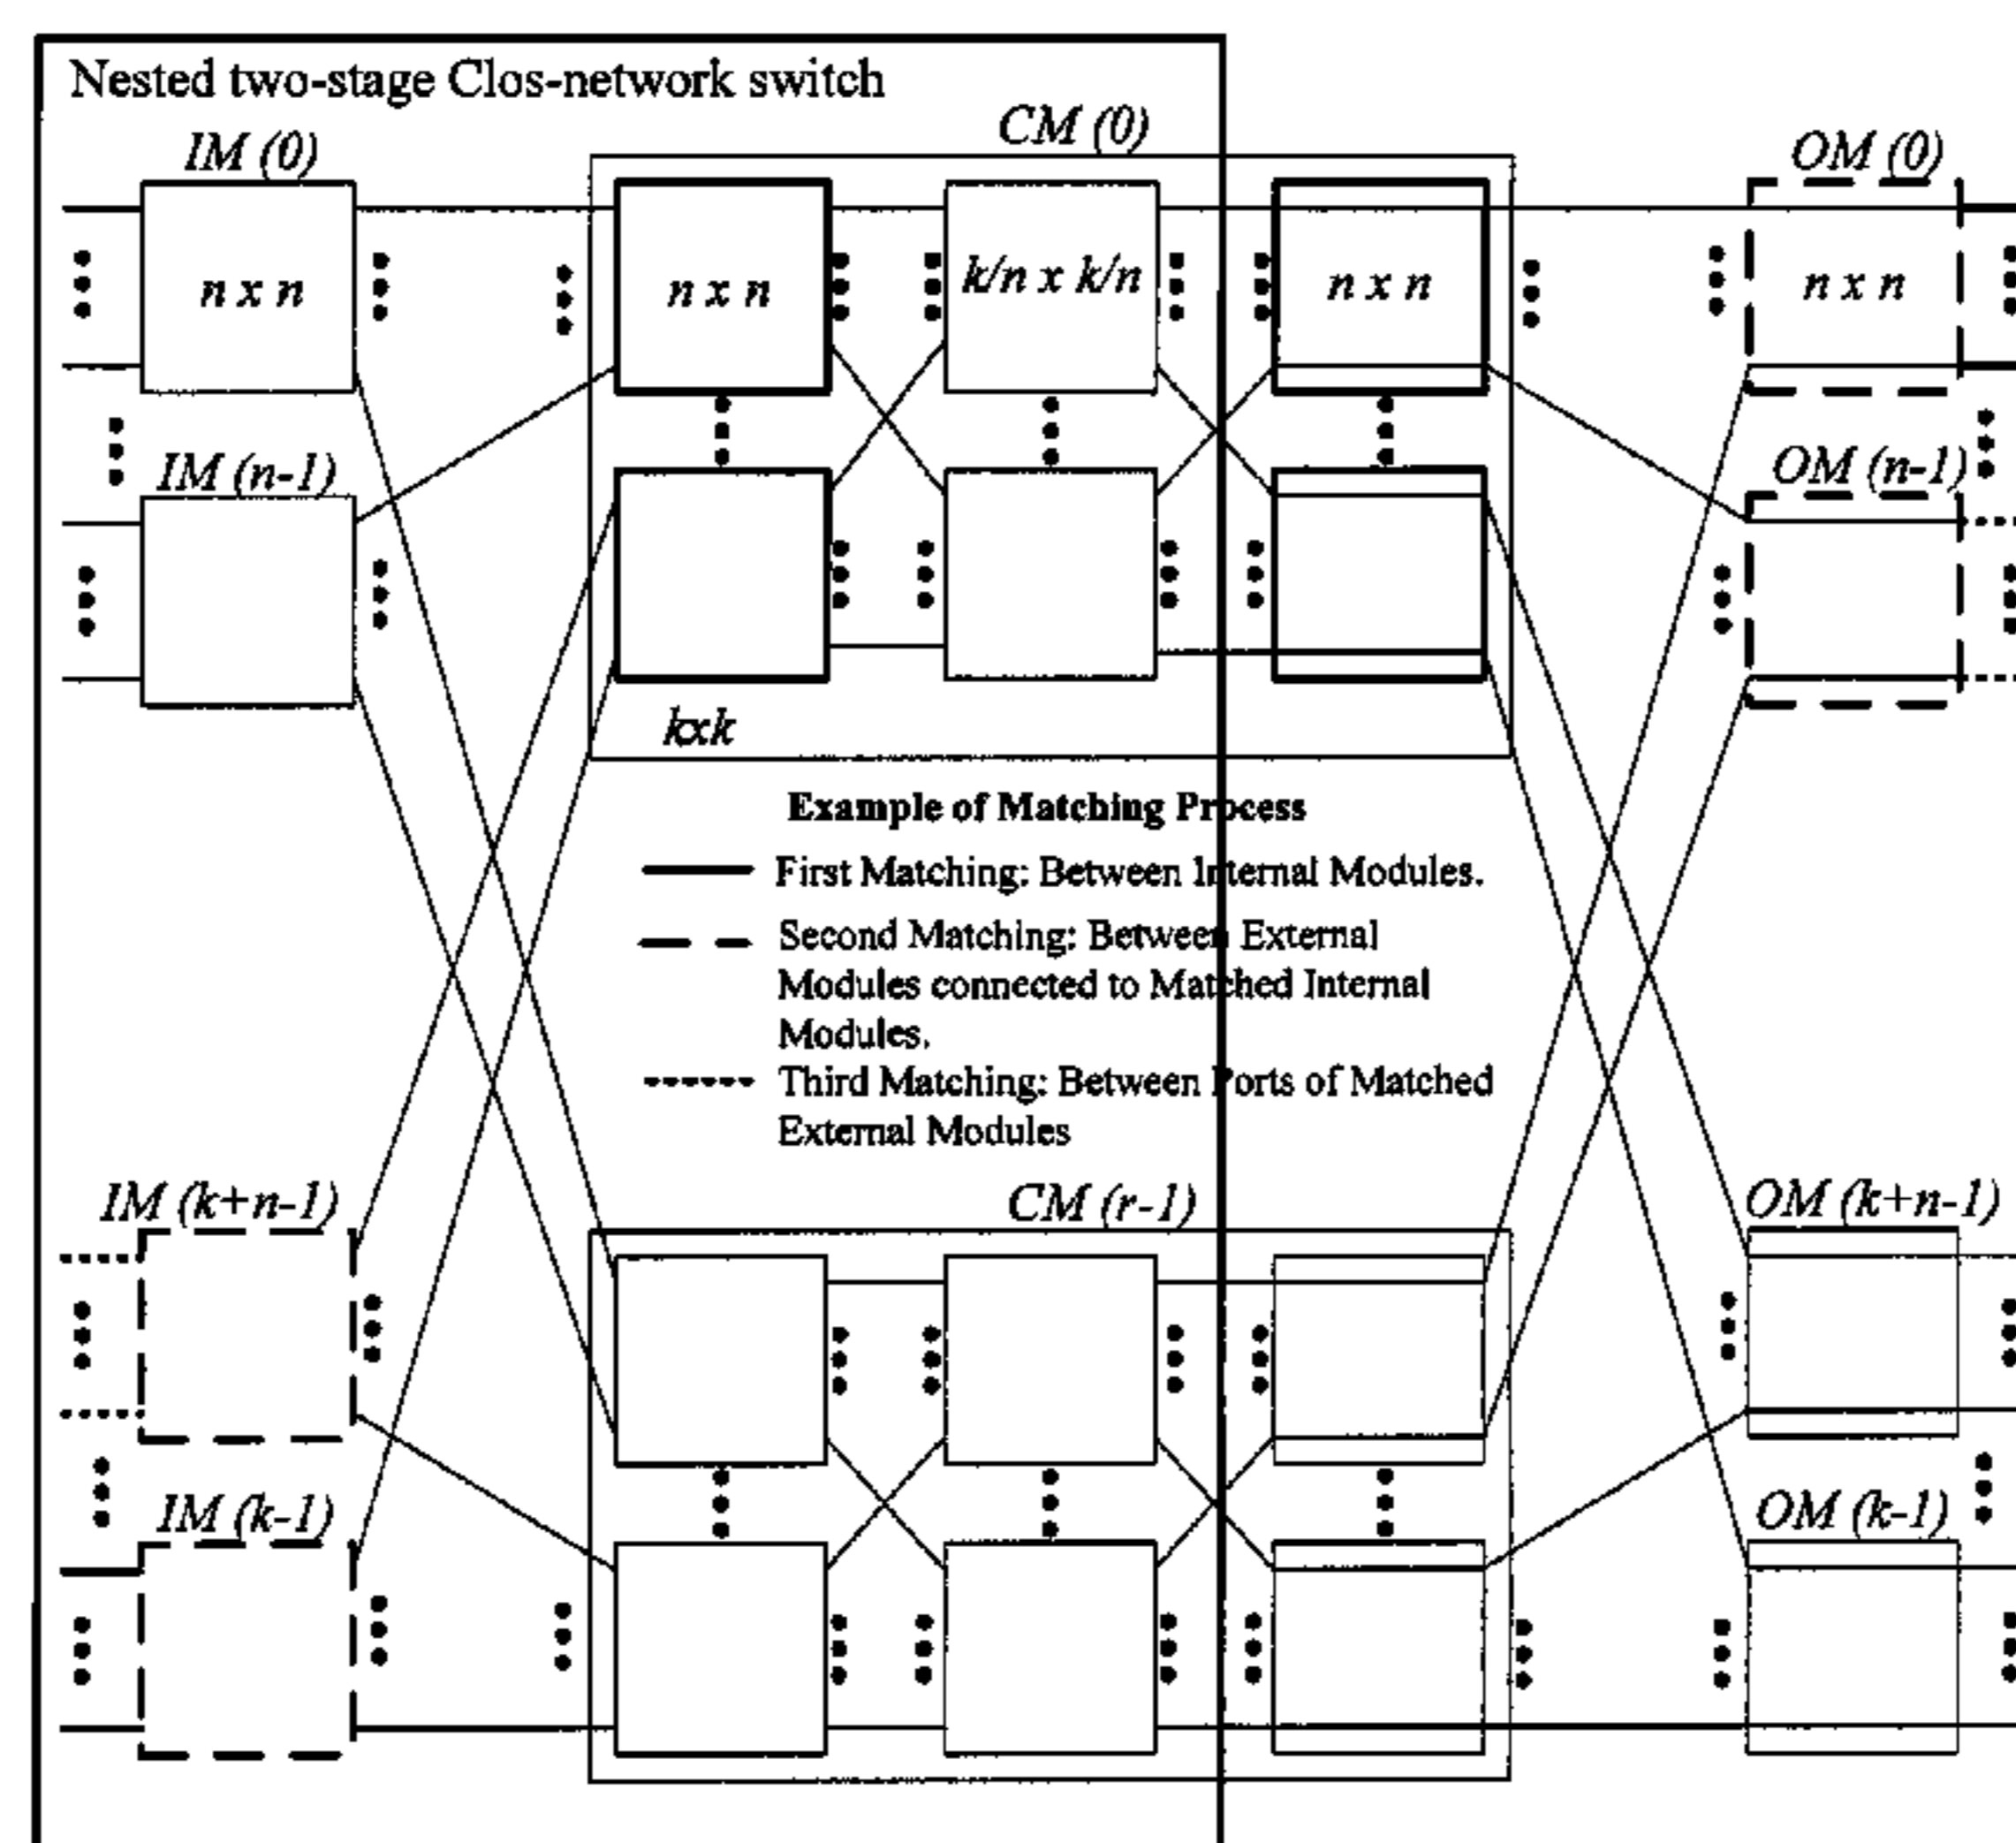 Nested two-stage Clos-network switch
CM (0)
IM (0)
OM (0)
n x n
n x n
k/n x k/n
n x n
n x n
IM (n-1)
OM (n-1)
kxk
Example of Matching Process
First Matching: Between Internal Modules.
Second Matching: Between External
Modules connected to Matched Internal
Modules.
Third Matching: Between Ports of Matched
External Modules
IM (k+n-1)
CM (r-1)
OM (k+n-1)
IM (k-1)
OM (k-1)